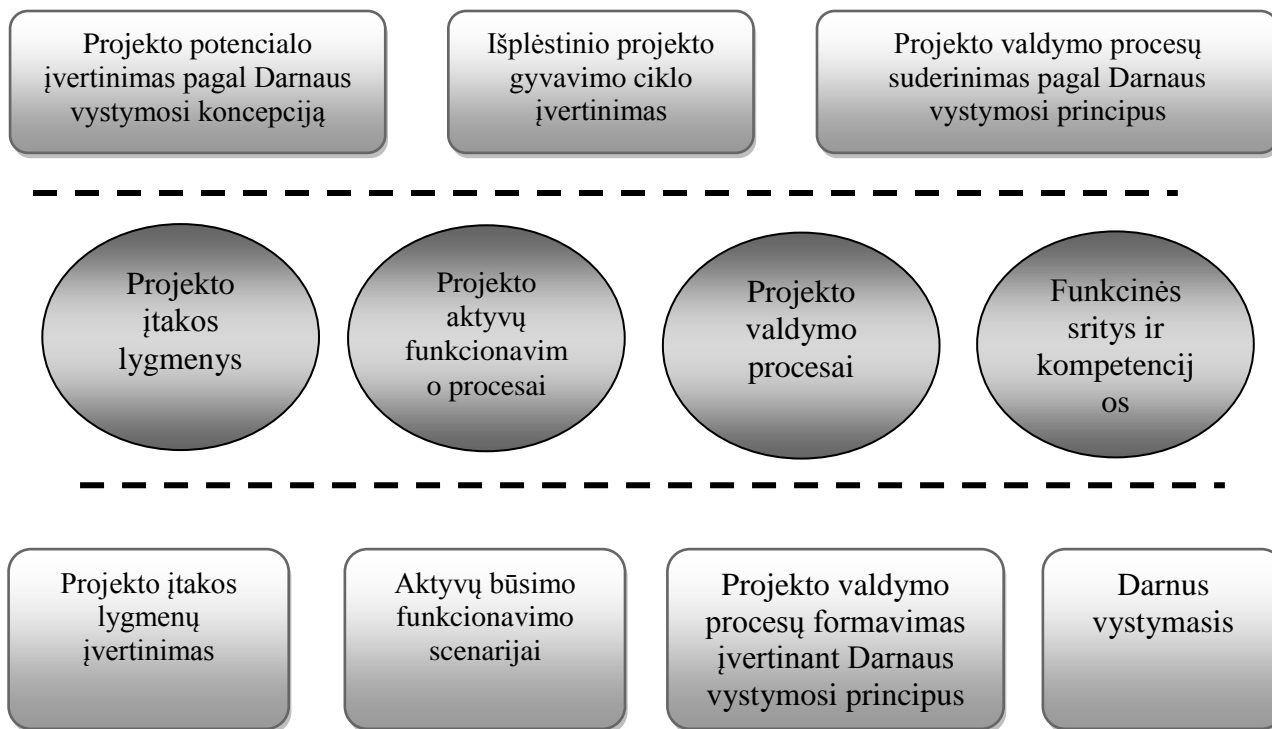 Projekto potencialo
įvertinimas pagal Darnaus
vystymosi koncepciją
Išplėstinio projekto
gyvavimo ciklo
įvertinimas
Projekto valdymo procesų
suderinimas pagal Darnaus
vystymosi principus
Projekto
įtakos
lygmenys
Projekto
aktyvų
funkcionavim
o procesai
Projekto
valdymo
procesai
Funkcinės
sritys ir
kompetencij
os
Projekto įtakos
lygmenų
įvertinimas
Aktyvų būsimo
funkcionavimo
scenarijai
Projekto valdymo
procesų formavimas
įvertinant Darnaus
vystymosi principus
Darnus
vystymasis